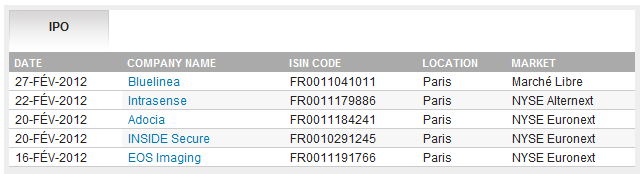 IPO
DATE COMPANY NAME ISIN CODE LOCATION MARKET
27-FÉV-2012 Bluelinea FR0011041011 Paris Marché Libre
22-FÉV-2012 Intrasense FR0011179886 Paris NYSE Alternext
20-FÉV-2012 Adocia FR0011184241 Paris NYSE Euronext
20-FÉV-2012 INSIDE Secure FR0010291245 Paris NYSE Euronext
16-FÉV-2012 EOS Imaging FR0011191766 Paris NYSE Euronext